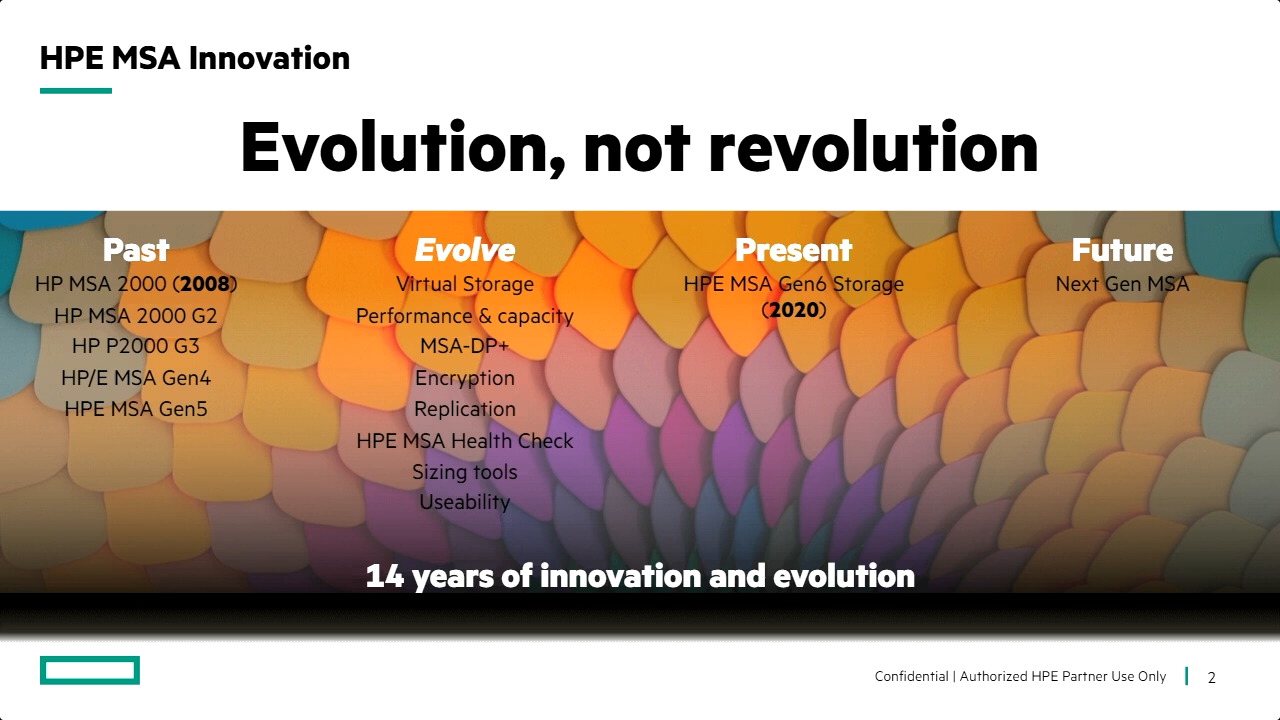 HPE MSA Innovation
Evolution, not revolution
Past
HP MSA 2000 (2008)
HP MSA 2000 G2
HP P2000 G3
HP/E MSA Gen4
HPE MSA Gen5
Evolve
Virtual Storage
Performance & capacity
MSA-DP+
Encryption
Replication
HPE MSA Health Check
Sizing tools
Useability
Present
HPE MSA Gen6 Storage
(2020)
Future
Next Gen MSA
14 years of innovation and evolution
Confidential | Authorized HPE Partner Use Only
2